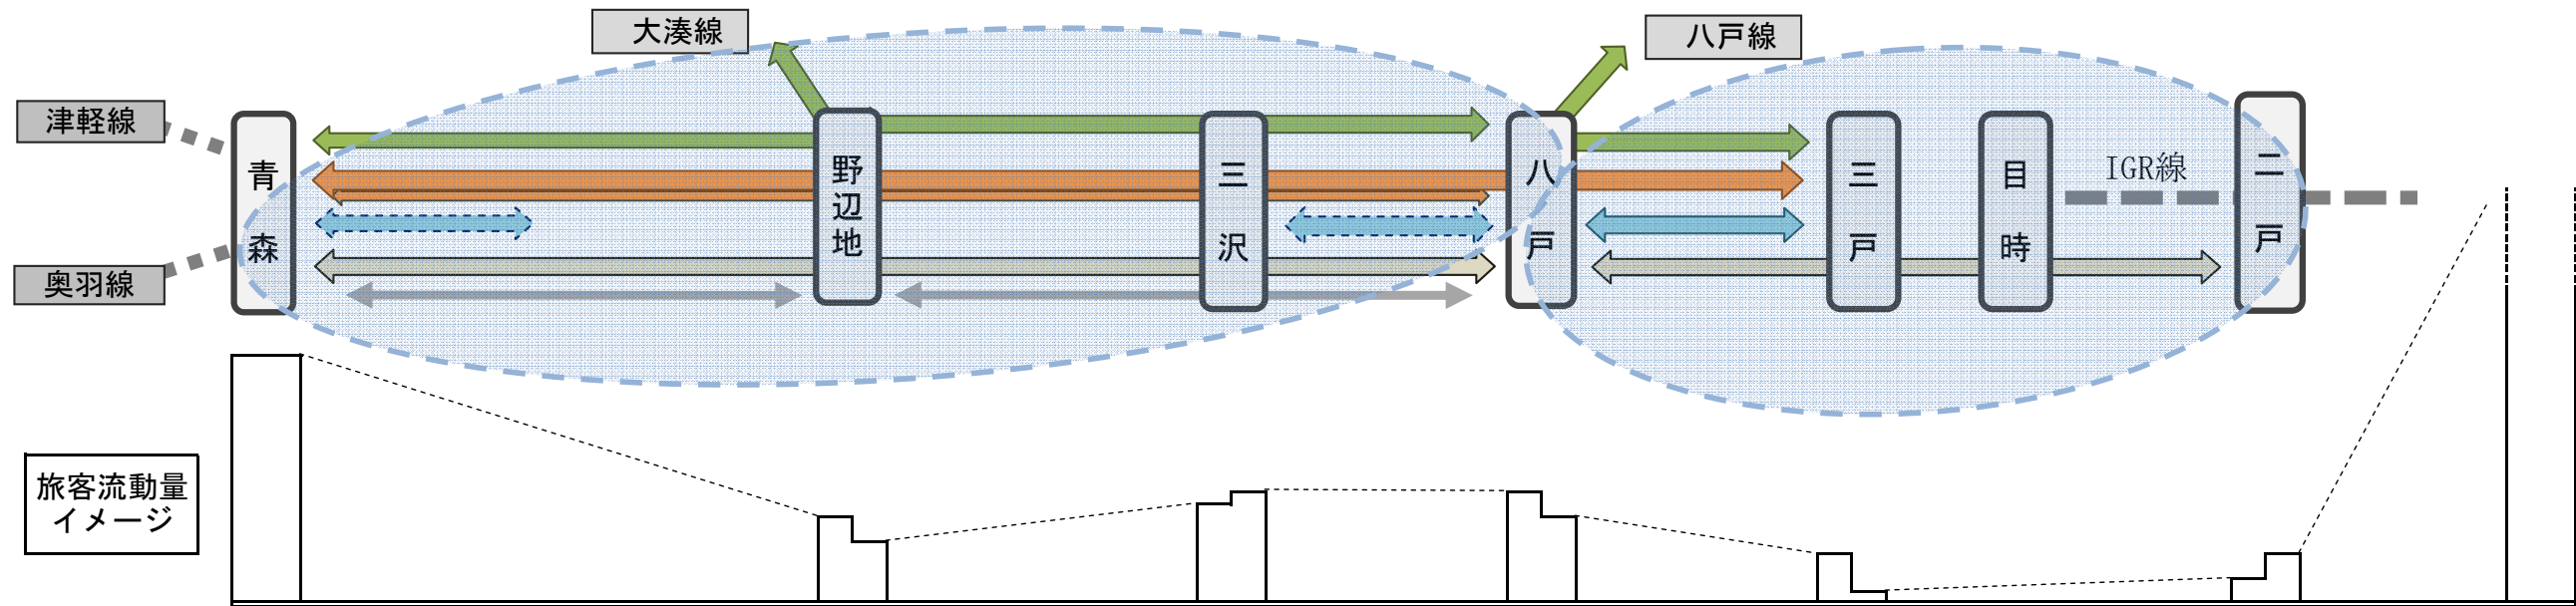 大湊線
八戸線
津軽線
奥羽線
青森
野辺地
三沢
八戸
三戸
目時
IGR線
二戸
旅客流動量
イメージ